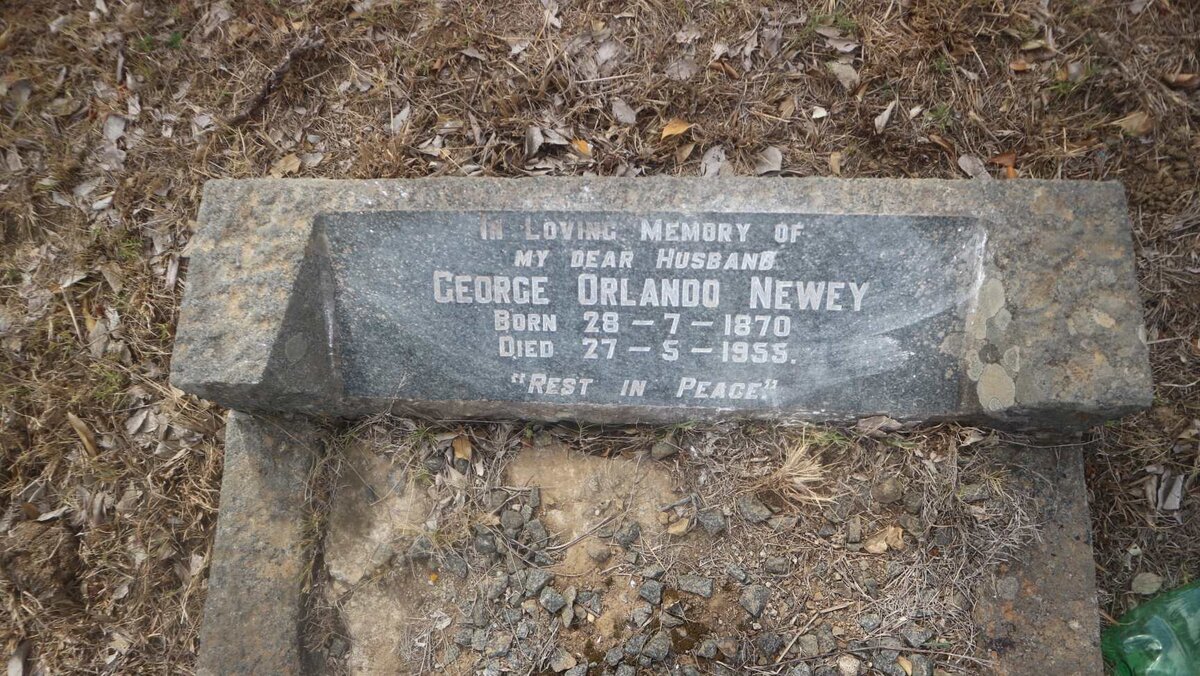 In Loving Memory of
my dear Husband
George Orlando Newey
Born 28-7-1870
Died 27-5-1955.
"Rest in Peace"